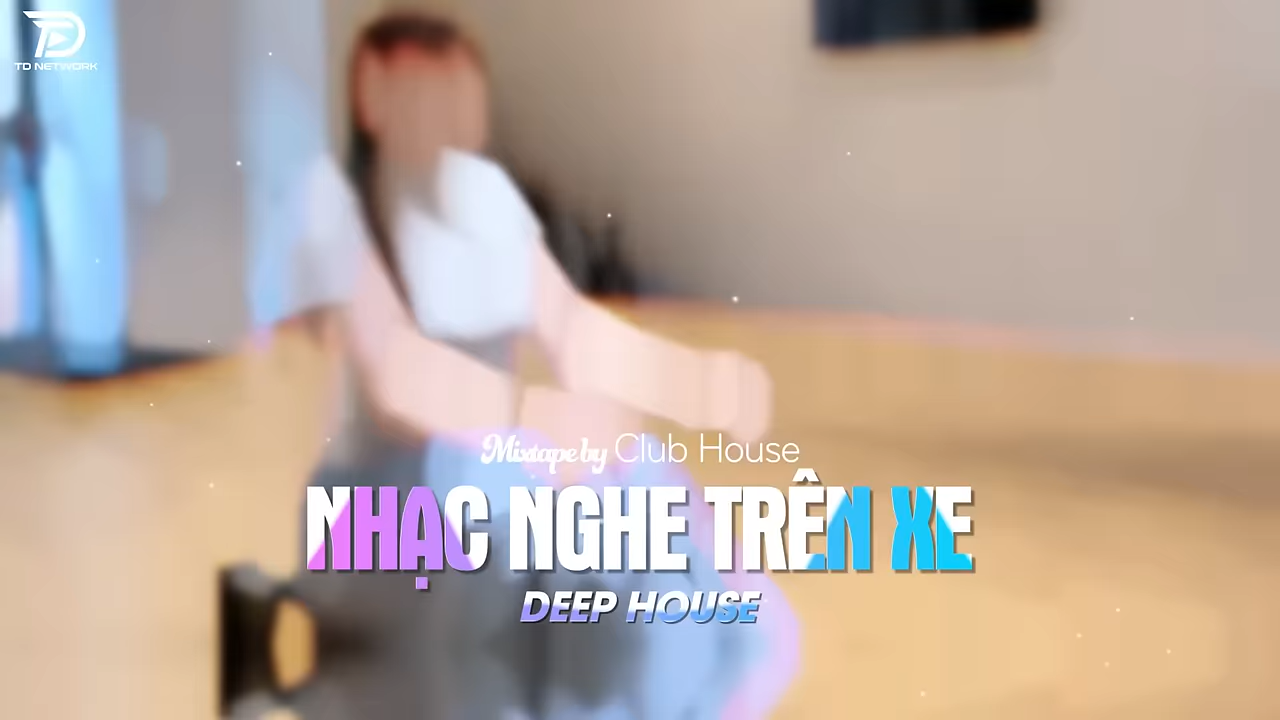 TD NETWORK
Mixtape by Club House
NHẠC NGHE TRÊN XE
DEEP HOUSE